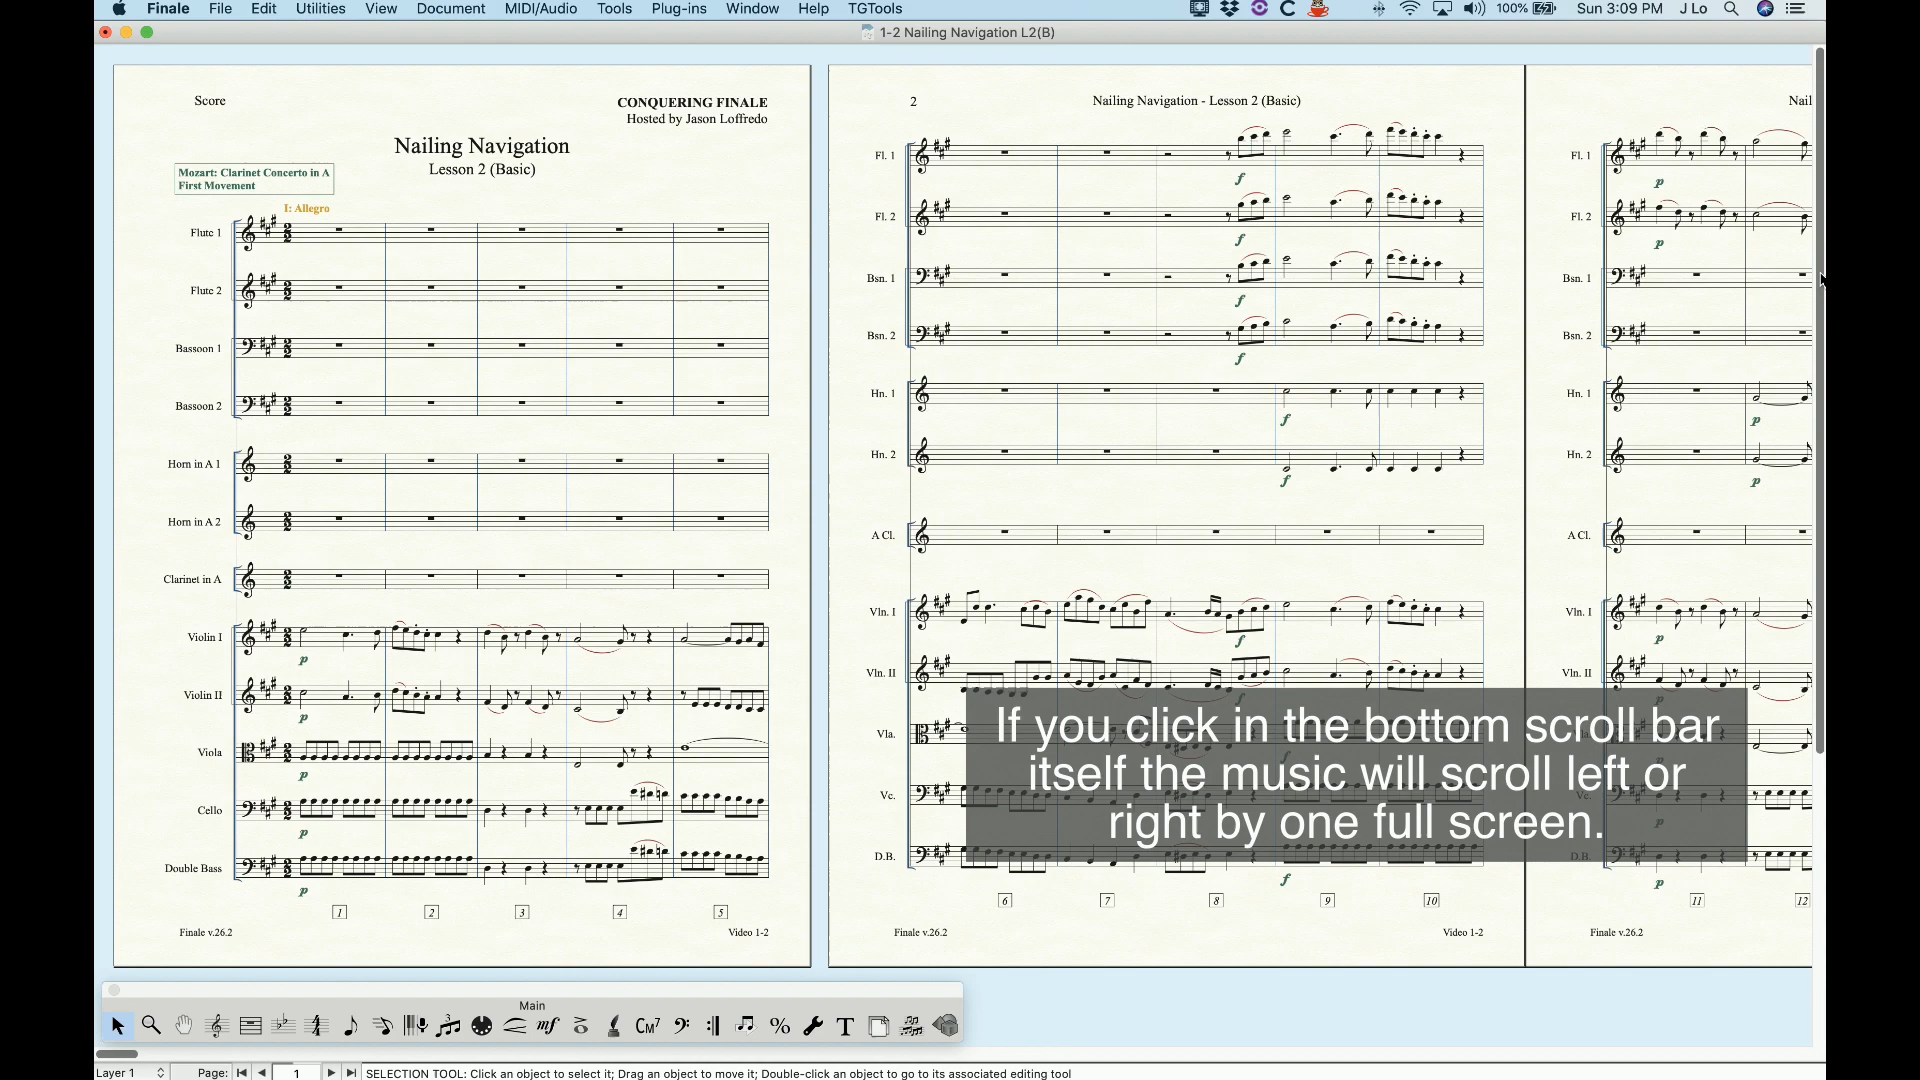 Finale File Edit Utilities View Document MIDI/Audio Tools Plug-ins Window Help TGTools 100% Sun 3:09 PM J Lo
1-2 Nailing Navigation L2(B)
Score
CONQUERING FINALE
Hosted by Jason Loffredo
Nailing Navigation
Lesson 2 (Basic)
Mozart: Clarinet Concerto in A
First Movement
I: Allegro
Flute 1
Flute 2
Bassoon 1
Bassoon 2
Horn in A 1
Horn in A 2
Clarinet in A
Violin I
p
Violin II
p
Viola
p
Cello
p
Double Bass
p
1 2 3 4 5
Finale v.26.2 Video 1-2
2 Nailing Navigation - Lesson 2 (Basic)
Fl. 1
f
Fl. 2
f
Bsn. 1
f
Bsn. 2
f
Hn. 1
f
Hn. 2
f
A Cl.
Vln. I
f
Vln. II
Vla.
Vc.
D.B.
f
6 7 8 9 10
Finale v.26.2 Video 1-2
Nail
Fl. 1
p
Fl. 2
p
Bsn. 1
Bsn. 2
Hn. 1
p
Hn. 2
p
A Cl.
Vln. I
p
Vln. II
Vc.
p
D.B.
p
11 12
Finale v.26.2
If you click in the bottom scroll bar
itself the music will scroll left or
right by one full screen.
Main
mf CM7 % T
Layer 1 Page: 1 SELECTION TOOL: Click an object to select it; Drag an object to move it; Double-click an object to go to its associated editing tool